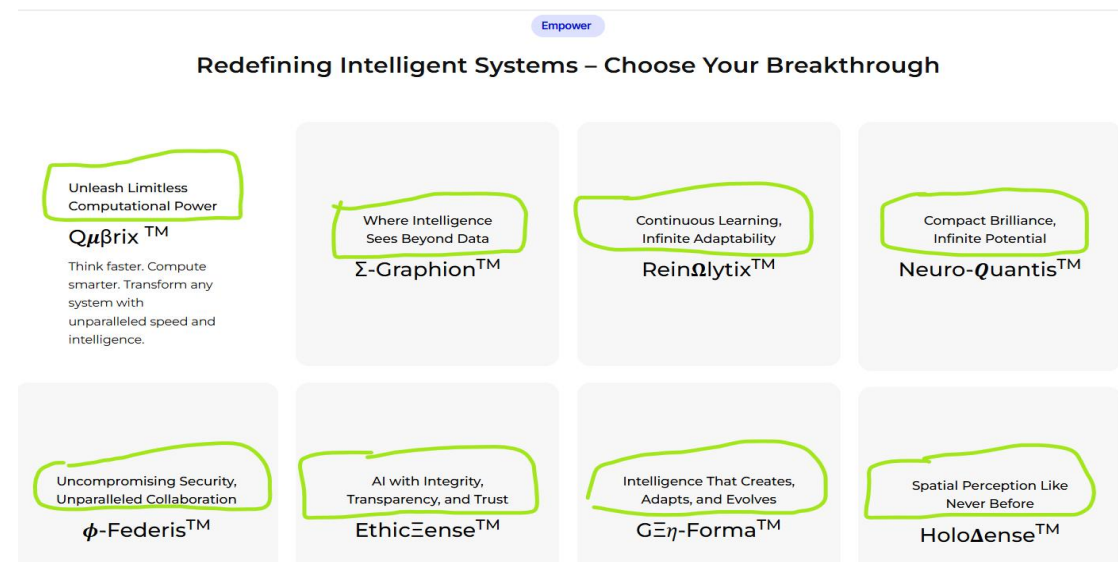 Empower
Redefining Intelligent Systems – Choose Your Breakthrough
Unleash Limitless
Computational Power
Q𝝁βrix ™
Think faster. Compute
smarter. Transform any
system with
unparalleled speed and
intelligence.
Where Intelligence
Sees Beyond Data
Σ-Graphion™
Continuous Learning,
Infinite Adaptability
Rein𝛀lytix™
Compact Brilliance,
Infinite Potential
Neuro-𝑸uantis™
Uncompromising Security,
Unparalleled Collaboration
𝝓-Federis™
AI with Integrity,
Transparency, and Trust
EthicΞense™
Intelligence That Creates,
Adapts, and Evolves
GΞ𝜂-Forma™
Spatial Perception Like
Never Before
Holo𝚫ense™